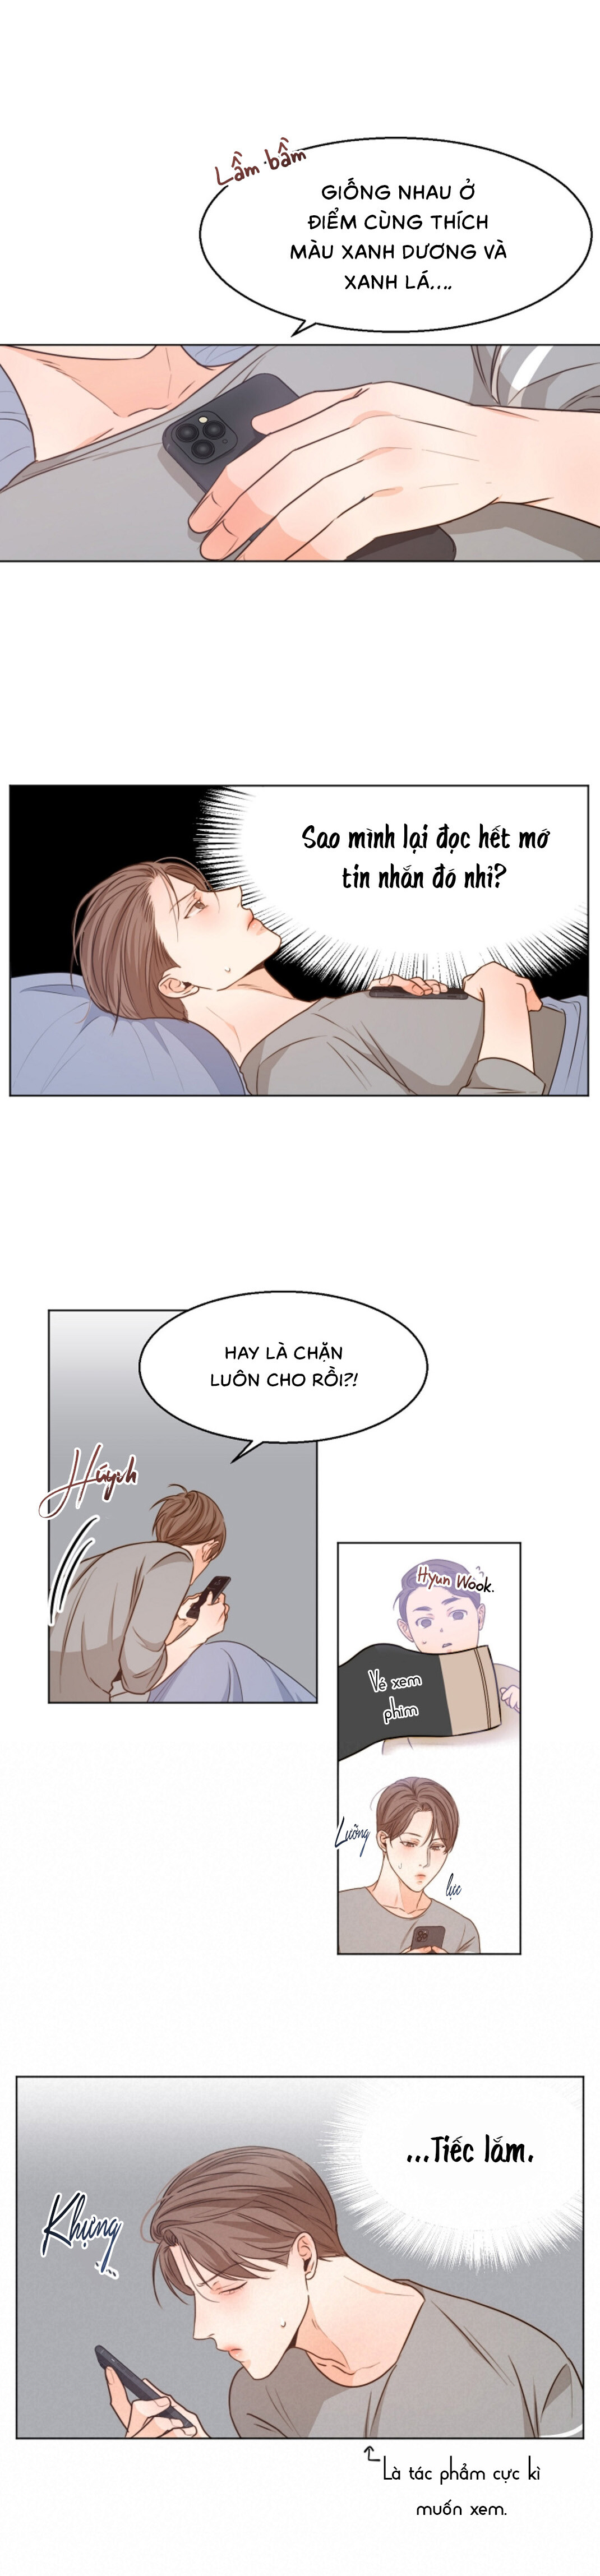 Lầm bầm
GIỐNG NHAU Ở
ĐIỂM CÙNG THÍCH
MÀU XANH DƯƠNG VÀ
XANH LÁ....
Sao mình lại đọc hết mớ
tin nhắn đó nhỉ?
HAY LÀ CHẶN
LUÔN CHO RỒI?!
Húynh
Hyun Wook.
Vé xem
phim
Lưỡng
lực
...Tiếc lắm.
Khựng
Là tác phẩm cực kì
muốn xem.